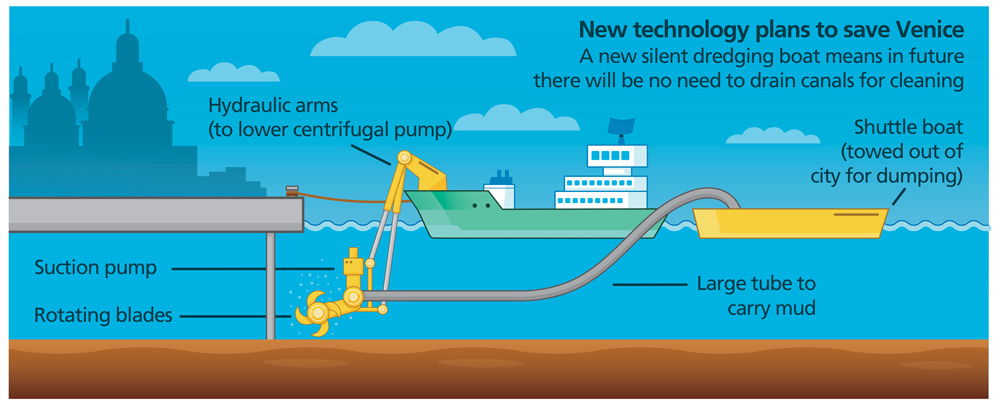 New technology plans to save Venice
A new silent dredging boat means in future
there will be no need to drain canals for cleaning
Hydraulic arms
(to lower centrifugal pump)
Shuttle boat
(towed out of
city for dumping)
Suction pump
Rotating blades
Large tube to
carry mud